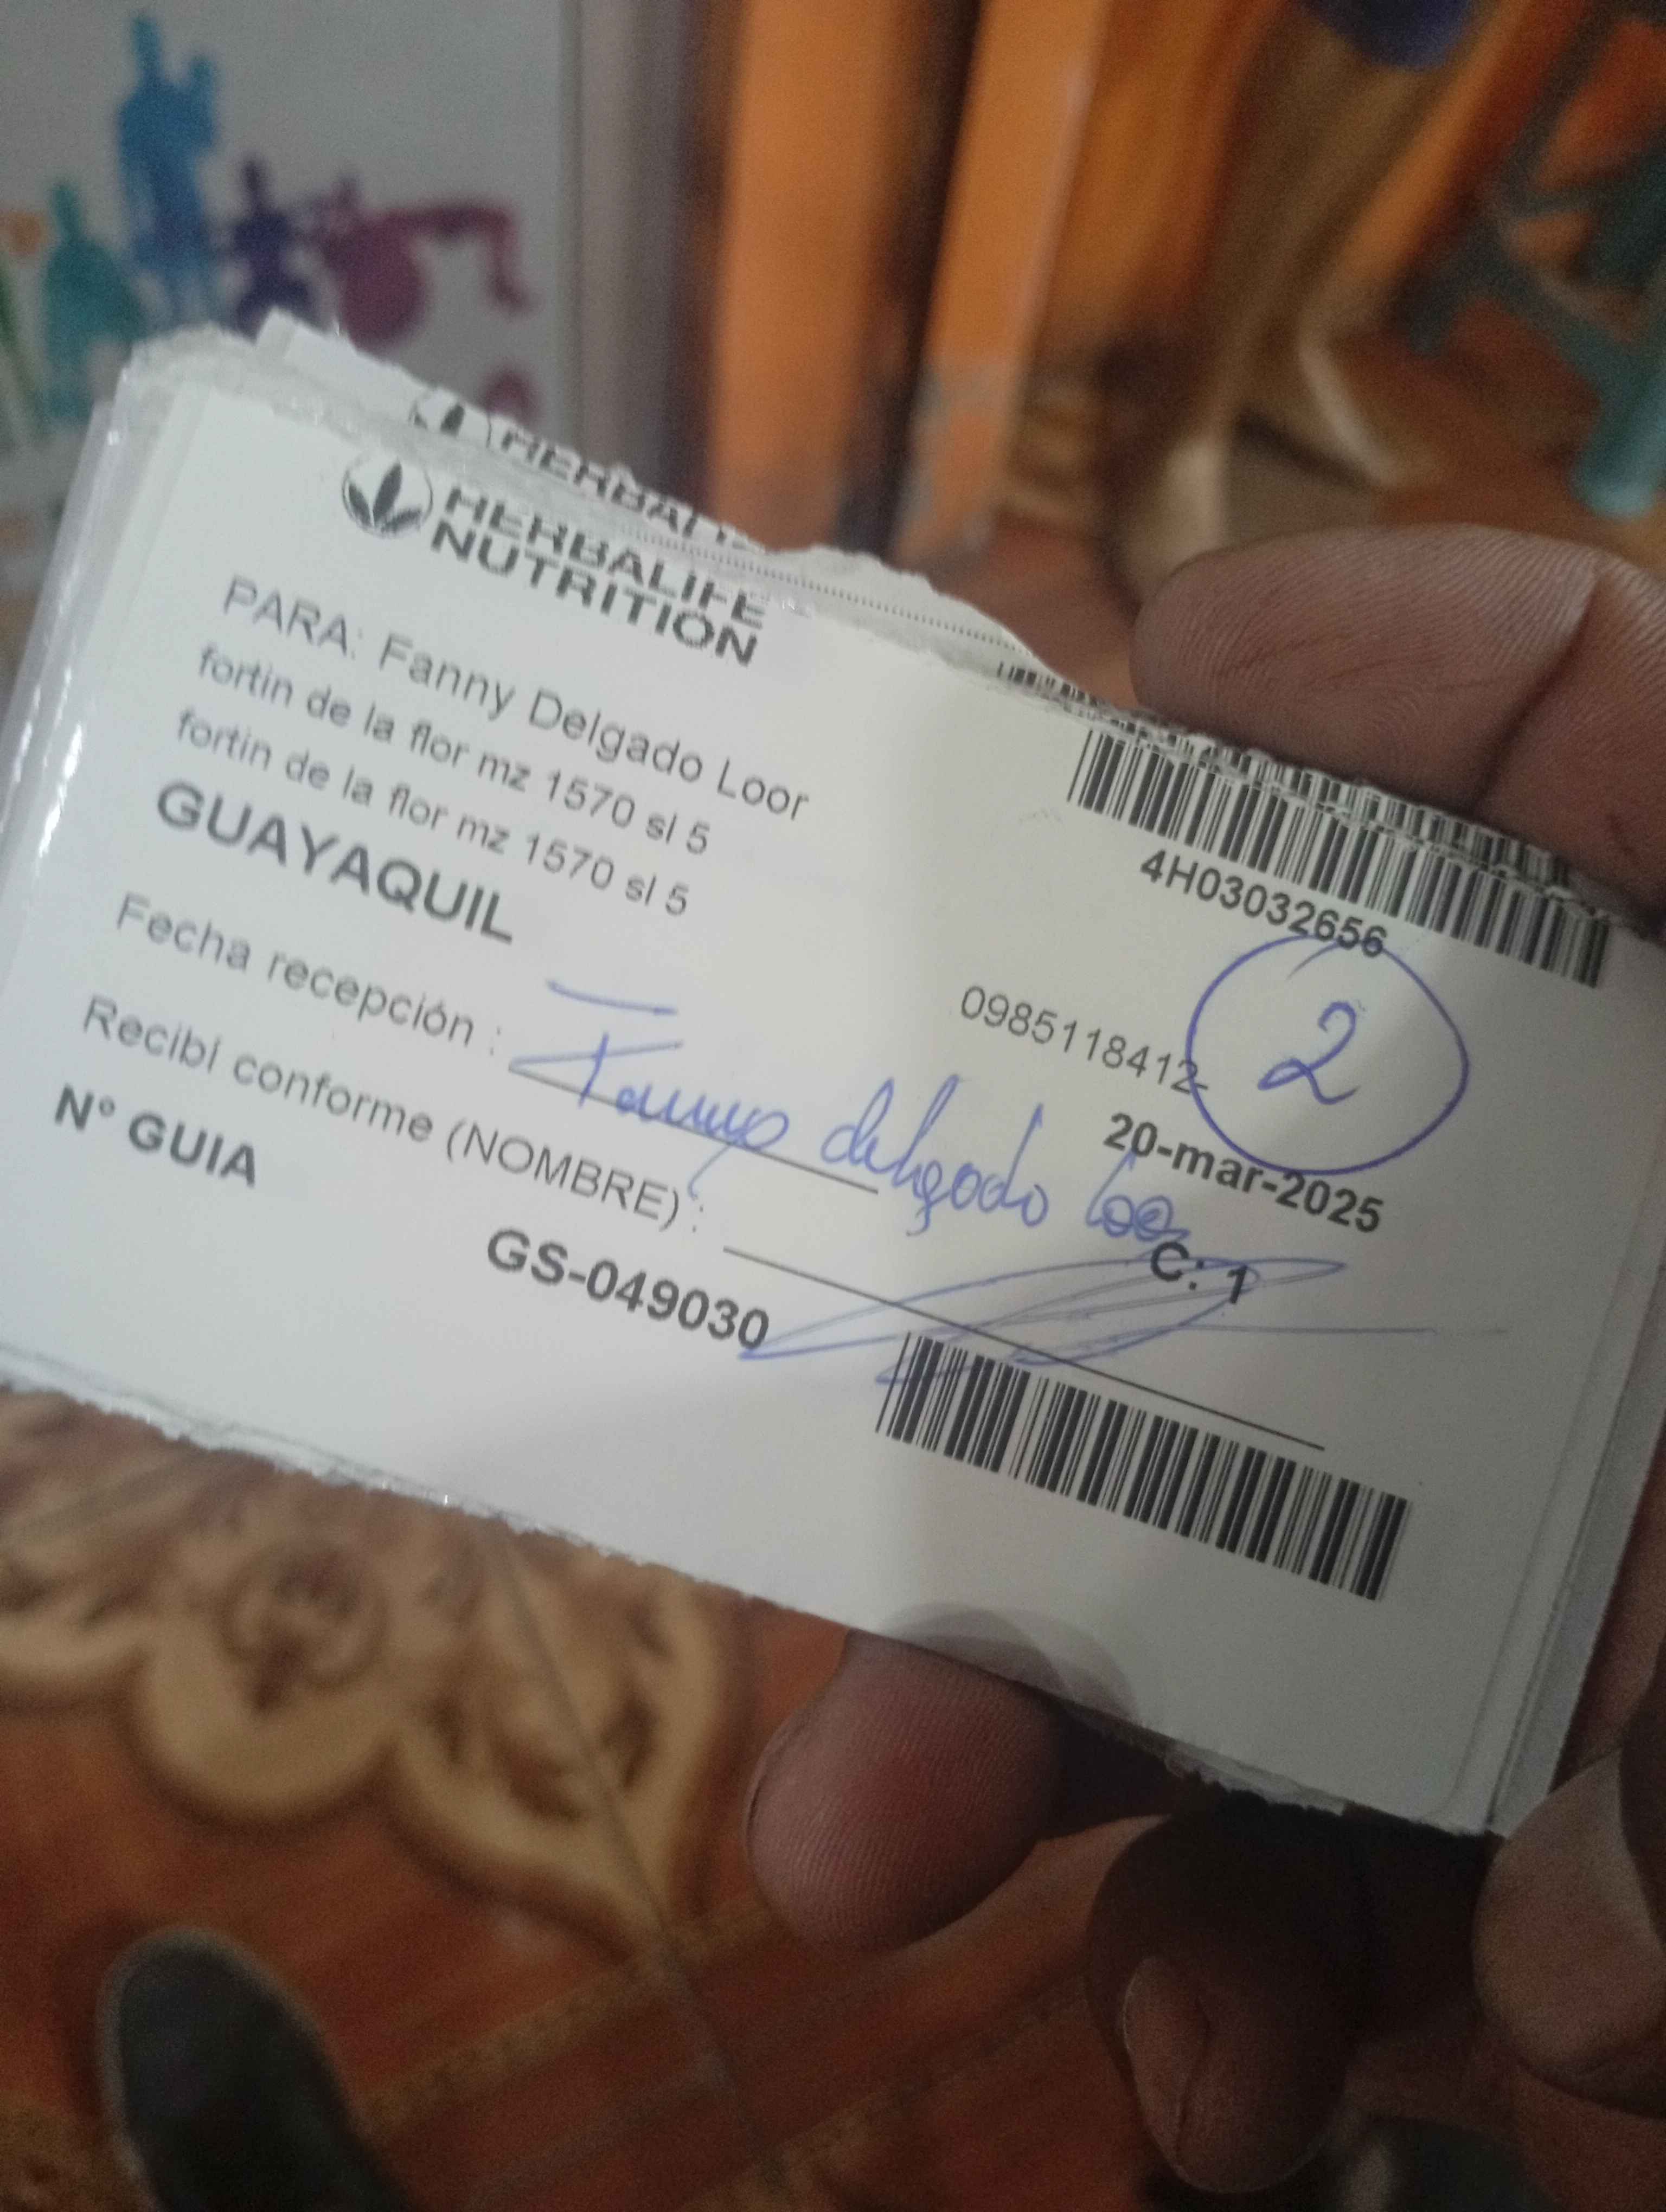 HERBALIFE
HERBALIFE
NUTRITION
PARA: Fanny Delgado Loor
fortin de la flor mz 1570 sl 5
fortin de la flor mz 1570 sl 5
GUAYAQUIL
4H03032656
0985118412-
2
20-mar-2025
Fecha recepción :
Fanny delgado loor
Recibí conforme (NOMBRE) :
C: 1
Nº GUIA
GS-049030